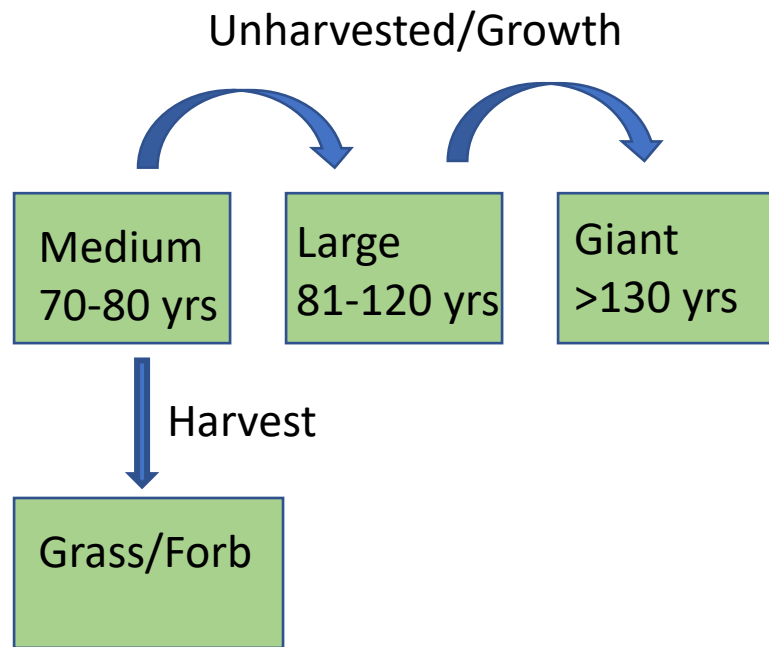 Unharvested/Growth
Medium
70-80 yrs
Large
81-120 yrs
Giant
>130 yrs
Harvest
Grass/Forb